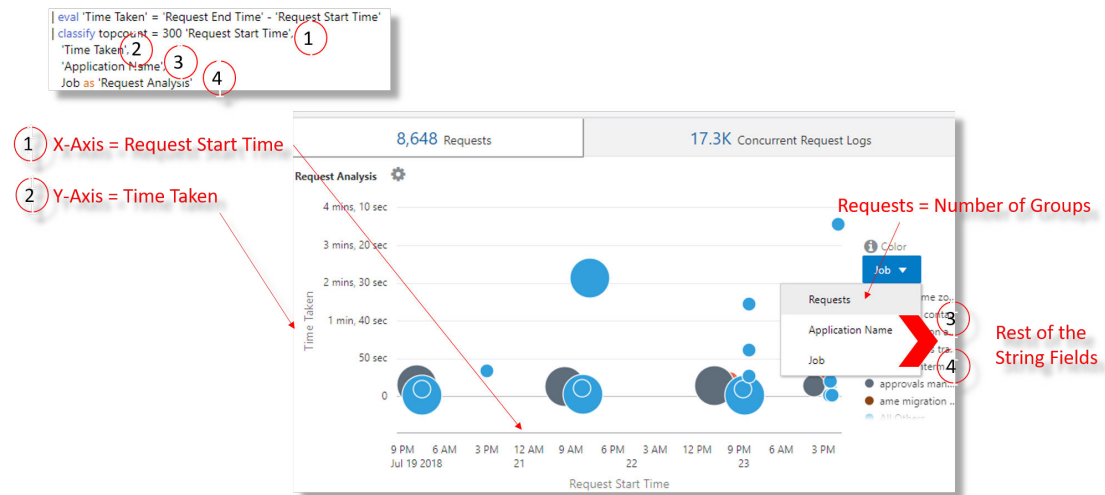 | eval 'Time Taken' = 'Request End Time' - 'Request Start Time'
| classify topcount = 300 'Request Start Time', 1
'Time Taken', 2
'Application Name', 3
Job as 'Request Analysis' 4
1 X-Axis = Request Start Time
2 Y-Axis = Time Taken
8,648 Requests
17.3K Concurrent Request Logs
Request Analysis
Requests = Number of Groups
4 mins, 10 sec
3 mins, 20 sec
2 mins, 30 sec
1 min, 40 sec
50 sec
0
Time Taken
Color
Job
Requests
Application Name
Job
me zo...
conta...
3
tra...
4
approvals man...
ame migration ...
All Others
Rest of the
String Fields
9 PM 6 AM 3 PM 12 AM 9 AM 6 PM 3 AM 12 PM 9 PM 6 AM 3 PM
Jul 19 2018 21 22 23
Request Start Time